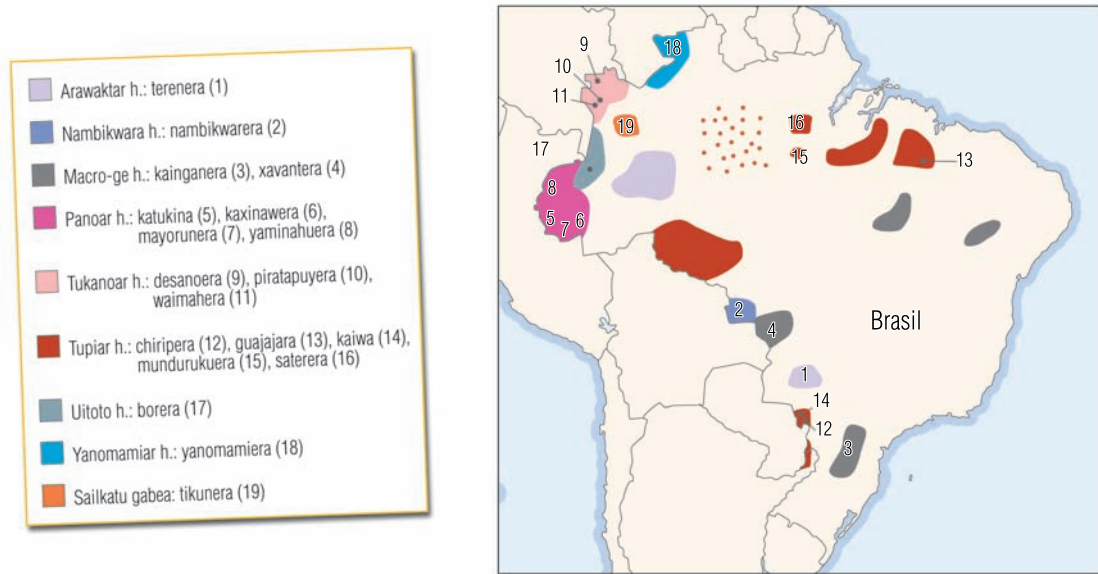 Arawaktar h.: terenera (1)
Nambikwara h.: nambikwarera (2)
Macro-ge h.: kainganera (3), xavantera (4)
Panoar h.: katukina (5), kaxinawera (6),
mayorunera (7), yaminahuera (8)
Tukanoar h.: desanoera (9), piratapuyera (10),
waimahera (11)
Tupiar h.: chiripera (12), guajajara (13), kaiwa (14),
mundurukuera (15), saterera (16)
Uitoto h.: borera (17)
Yanomamiar h.: yanomamiera (18)
Sailkatu gabea: tikunera (19)
9
18
10
11
19
16
17
15
13
8
5
6
7
2
4
Brasil
1
14
12
3